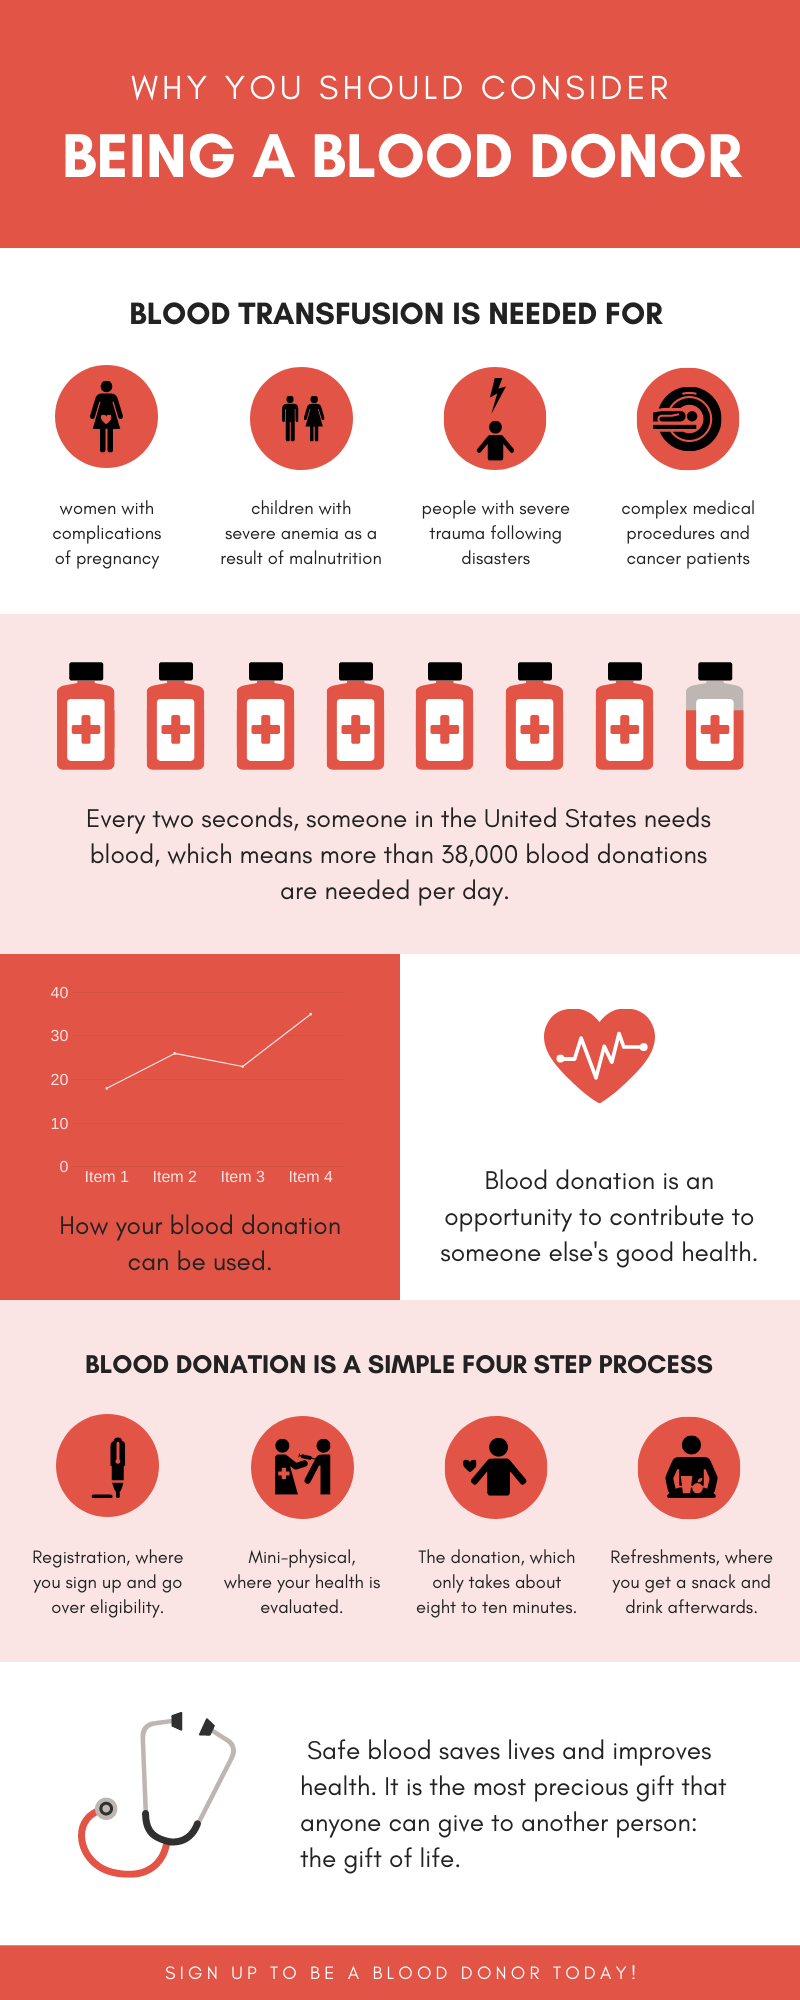 WHY YOU SHOULD CONSIDER
BEING A BLOOD DONOR
BLOOD TRANSFUSION IS NEEDED FOR
women with
complications
of pregnancy
children with
severe anemia as a
result of malnutrition
people with severe
trauma following
disasters
complex medical
procedures and
cancer patients
Every two seconds, someone in the United States needs
blood, which means more than 38,000 blood donations
are needed per day.
40
30
20
10
0
Item 1 Item 2 Item 3 Item 4
How your blood donation
can be used.
Blood donation is an
opportunity to contribute to
someone else's good health.
BLOOD DONATION IS A SIMPLE FOUR STEP PROCESS
Registration, where
you sign up and go
over eligibility.
Mini-physical,
where your health is
evaluated.
The donation, which
only takes about
eight to ten minutes.
Refreshments, where
you get a snack and
drink afterwards.
Safe blood saves lives and improves
health. It is the most precious gift that
anyone can give to another person:
the gift of life.
SIGN UP TO BE A BLOOD DONOR TODAY!